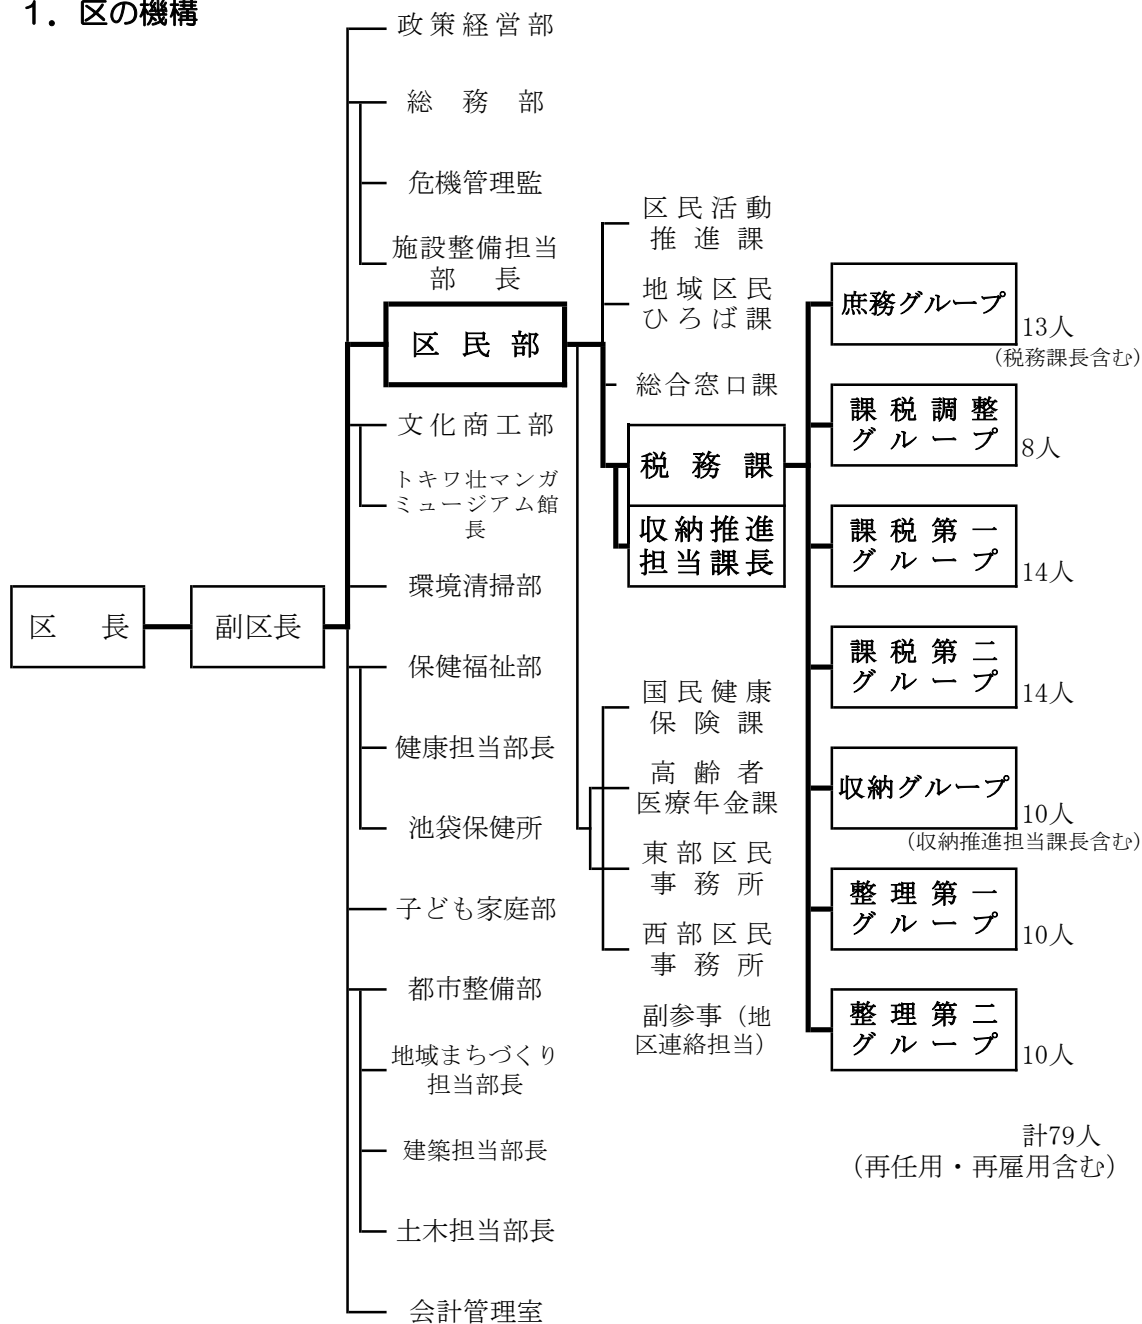 1．区の機構
政策経営部
総務部
危機管理監
施設整備担当
部長
区民部
文化商工部
トキワ荘マンガ
ミュージアム館
長
環境清掃部
区長
副区長
保健福祉部
健康担当部長
池袋保健所
子ども家庭部
都市整備部
地域まちづくり
担当部長
建築担当部長
土木担当部長
会計管理室
区民活動
推進課
地域区民
ひろば課
総合窓口課
税務課
収納推進
担当課長
国民健康
保険課
高齢者
医療年金課
東部区民
事務所
西部区民
事務所
副参事（地
区連絡担当）
庶務グループ
13人
（税務課長含む）
課税調整
グループ
8人
課税第一
グループ
14人
課税第二
グループ
14人
収納グループ
10人
（収納推進担当課長含む）
整理第一
グループ
10人
整理第二
グループ
10人
計79人
（再任用・再雇用含む）